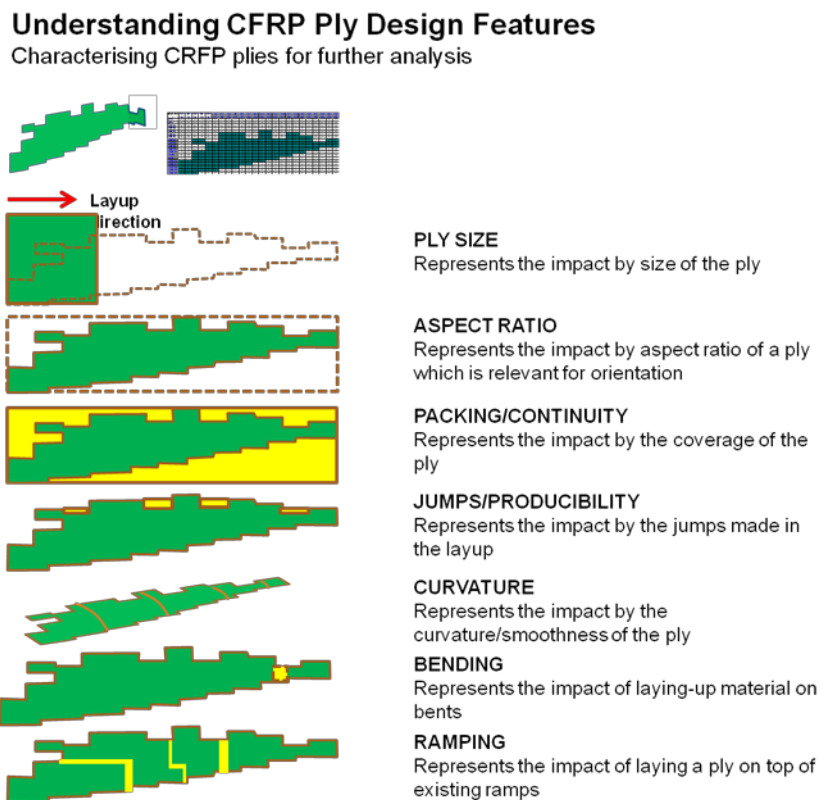 Understanding CFRP Ply Design Features
Characterising CRFP plies for further analysis
Layup
direction
PLY SIZE
Represents the impact by size of the ply
ASPECT RATIO
Represents the impact by aspect ratio of a ply
which is relevant for orientation
PACKING/CONTINUITY
Represents the impact by the coverage of the
ply
JUMPS/PRODUCIBILITY
Represents the impact by the jumps made in
the layup
CURVATURE
Represents the impact by the
curvature/smoothness of the ply
BENDING
Represents the impact of laying-up material on
bents
RAMPING
Represents the impact of laying a ply on top of
existing ramps